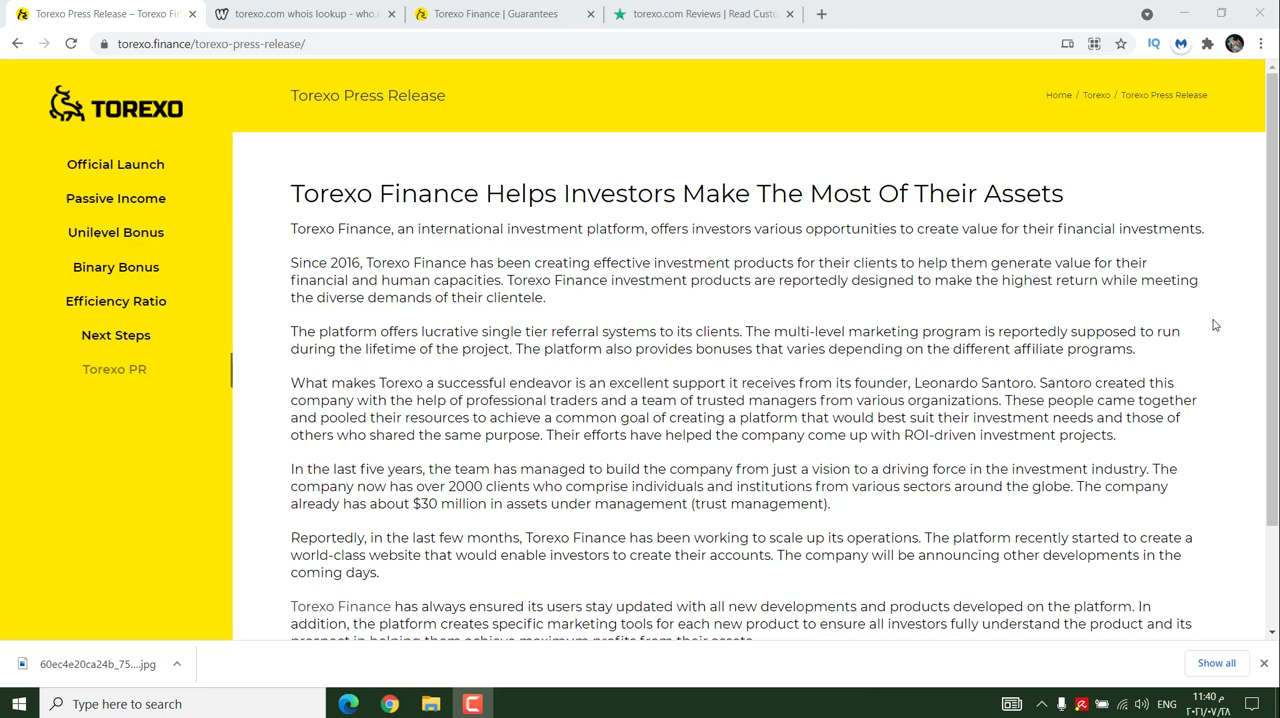 Torexo Press Release – Torexo Fin
torexo.com whois lookup - who.i
Torexo Finance | Guarantees
torexo.com Reviews | Read Custo
torexo.finance/torexo-press-release/
IQ
TOREXO
Torexo Press Release
Home / Torexo / Torexo Press Release
Official Launch
Passive Income
Unilevel Bonus
Binary Bonus
Efficiency Ratio
Next Steps
Torexo PR
Torexo Finance Helps Investors Make The Most Of Their Assets
Torexo Finance, an international investment platform, offers investors various opportunities to create value for their financial investments.
Since 2016, Torexo Finance has been creating effective investment products for their clients to help them generate value for their
financial and human capacities. Torexo Finance investment products are reportedly designed to make the highest return while meeting
the diverse demands of their clientele.
The platform offers lucrative single tier referral systems to its clients. The multi-level marketing program is reportedly supposed to run
during the lifetime of the project. The platform also provides bonuses that varies depending on the different affiliate programs.
What makes Torexo a successful endeavor is an excellent support it receives from its founder, Leonardo Santoro. Santoro created this
company with the help of professional traders and a team of trusted managers from various organizations. These people came together
and pooled their resources to achieve a common goal of creating a platform that would best suit their investment needs and those of
others who shared the same purpose. Their efforts have helped the company come up with ROI-driven investment projects.
In the last five years, the team has managed to build the company from just a vision to a driving force in the investment industry. The
company now has over 2000 clients who comprise individuals and institutions from various sectors around the globe. The company
already has about $30 million in assets under management (trust management).
Reportedly, in the last few months, Torexo Finance has been working to scale up its operations. The platform recently started to create a
world-class website that would enable investors to create their accounts. The company will be announcing other developments in the
coming days.
Torexo Finance has always ensured its users stay updated with all new developments and products developed on the platform. In
addition, the platform creates specific marketing tools for each new product to ensure all investors fully understand the product and its
prospect in helping them achieve maximum profits from their assets.
60ec4e20ca24b_75....jpg
Show all
Type here to search
ENG
11:40 م
٢٠٢١/٠٧/٢٨